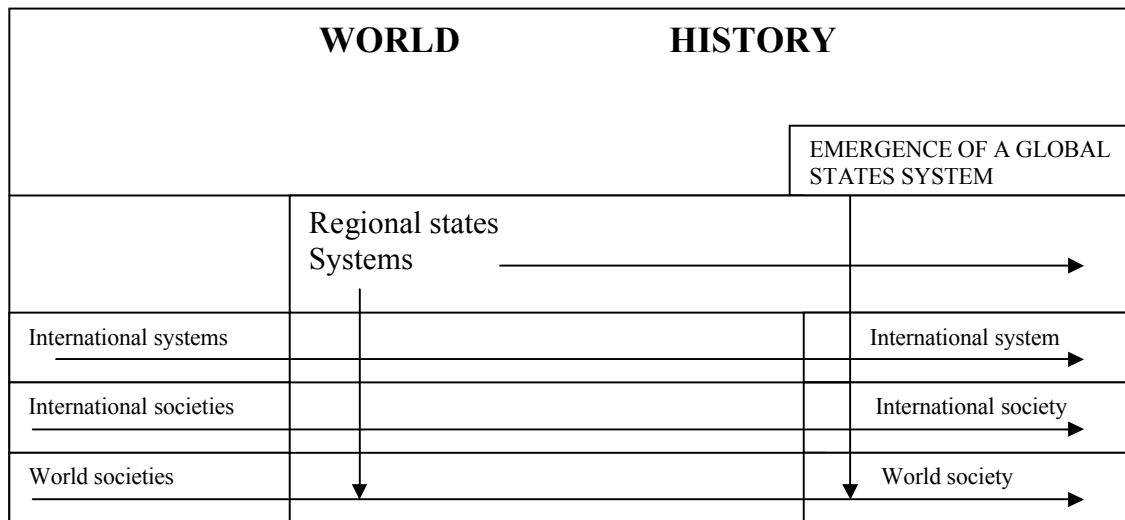 WORLD HISTORY
EMERGENCE OF A GLOBAL
STATES SYSTEM
Regional states
Systems
International systems
International system
International societies
International society
World societies
World society